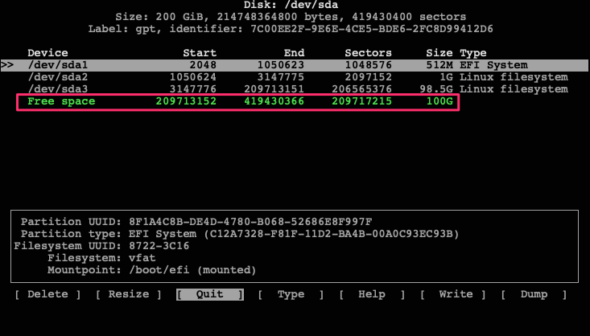 Disk: /dev/sda
Size: 200 GiB, 214748364800 bytes, 419430400 sectors
Label: gpt, identifier: 7C00EE2F-9E6E-4CE5-BDE6-2FC8D99412D6
Device Start End Sectors Size Type
>> /dev/sda1 2048 1050623 1048576 512M EFI System
/dev/sda2 1050624 3147775 2097152 1G Linux filesystem
/dev/sda3 3147776 209713151 206565376 98.5G Linux filesystem
Free space 209713152 419430366 209717215 100G
Partition UUID: 8F1A4C8B-DE4D-4780-B068-52686E8F997F
Partition type: EFI System (C12A7328-F81F-11D2-BA4B-00A0C93EC93B)
Filesystem UUID: 8722-3C16
Filesystem: vfat
Mountpoint: /boot/efi (mounted)
[ Delete ] [ Resize ] [ Quit ] [ Type ] [ Help ] [ Write ] [ Dump ]